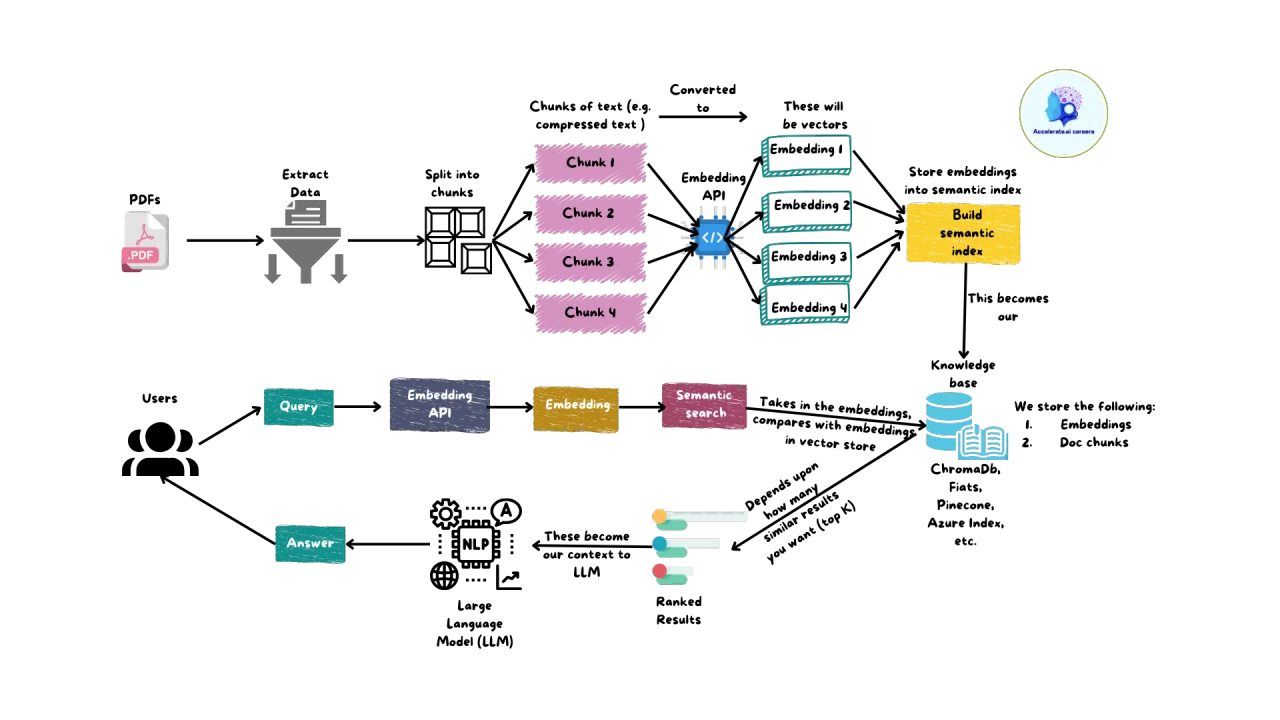 Converted
to
Chunks of text (e.g.
compressed text )
These will
be vectors
Accelerate.ai careers
PDFs
.PDF
Extract
Data
Split into
chunks
Chunk 1
Chunk 2
Chunk 3
Chunk 4
Embedding
API
</>
Embedding 1
Embedding 2
Embedding 3
Embedding 4
Store embeddings
into semantic index
Build
semantic
index
This becomes
our
Knowledge
base
We store the following:
1. Embeddings
2. Doc chunks
ChromaDb,
Fiats,
Pinecone,
Azure Index,
etc.
Users
Query
Embedding
API
Embedding
Semantic
search
Takes in the embeddings,
compares with embeddings
in vector store
Depends upon
how many
similar results
you want (top K)
Ranked
Results
These become
our context to
LLM
A
NLP
Large
Language
Model (LLM)
Answer